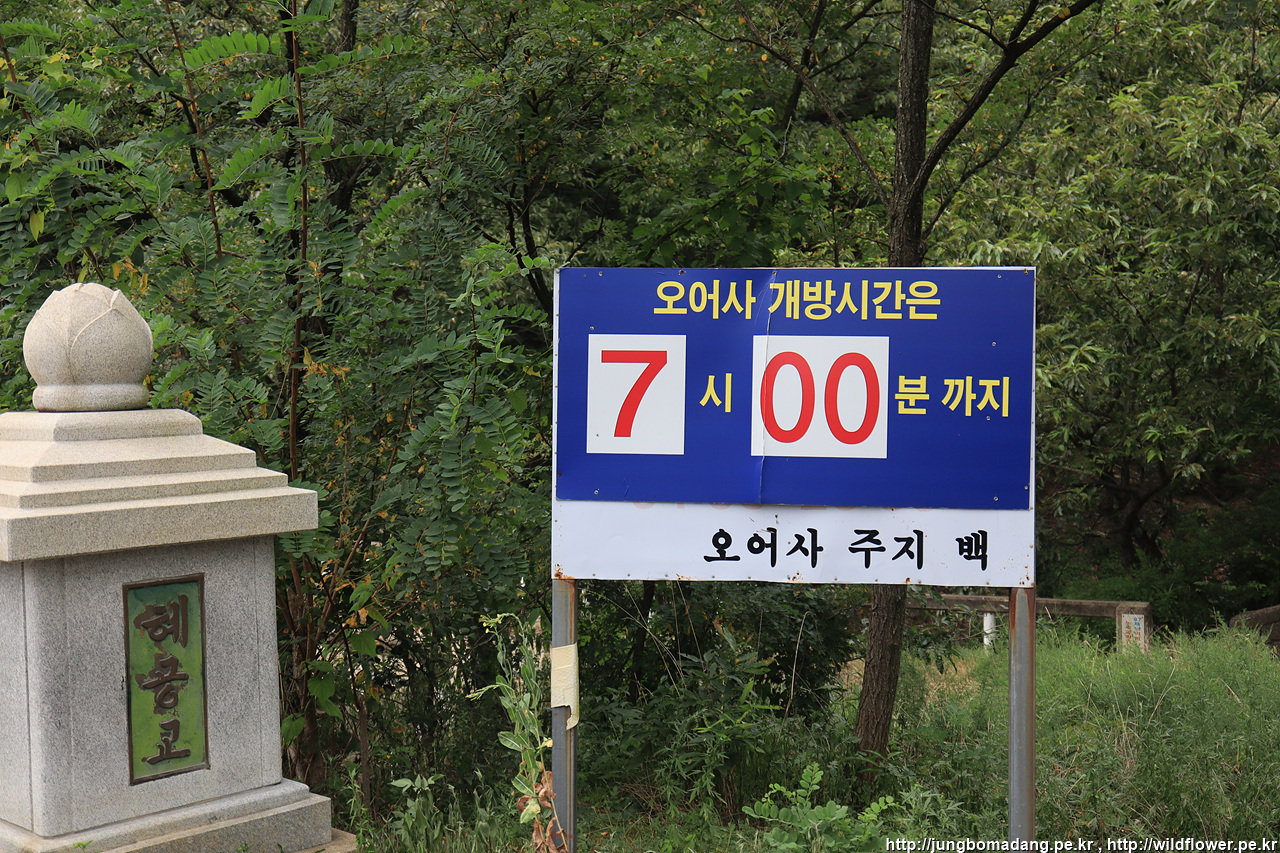 오어사 개방시간은
7 시 00 분 까지
오어사 주지 백
혜
용
교
http://jungbomadang.pe.kr , http://wildflower.pe.kr